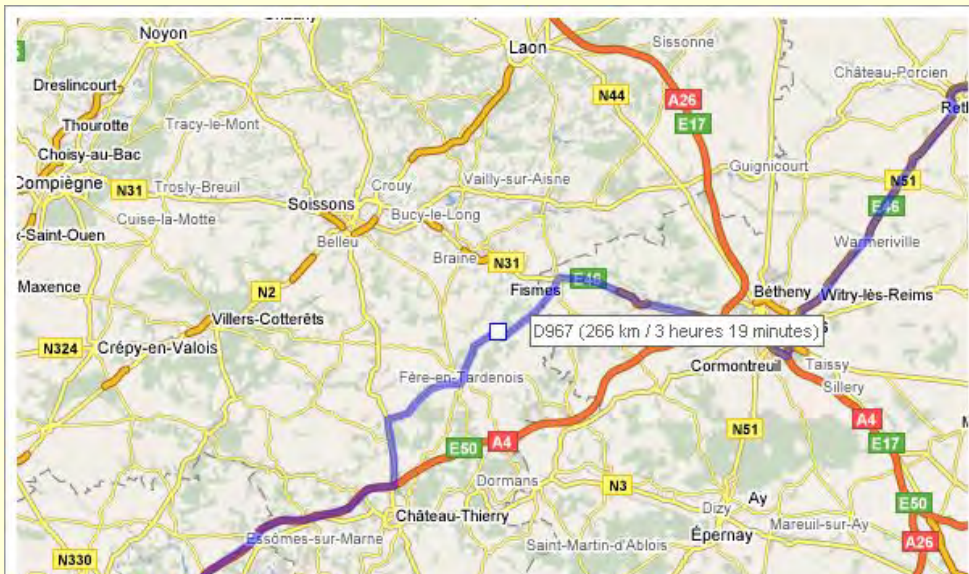 Noyon
Laon
Sissonne
Château-Porcien
Dreslincourt
N44
A26
E17
Thourotte
Tracy-le-Mont
Choisy-au-Bac
Guignicourt
Compiègne
N31
Trosly-Breuil
Crouy
Vailly-sur-Aisne
N51
E46
Soissons
Bucy-le-Long
Cuise-la-Motte
x-Saint-Ouen
Belleu
Braine
N31
Warmeriville
Maxence
N2
Fismes
E46
Bétheny
Witry-lès-Reims
Villers-Cotterêts
D967 (266 km / 3 heures 19 minutes)
N324
Crépy-en-Valois
Cormontreuil
Taissy
Fère-en-Tardenois
Sillery
E50
A4
N51
A4
E17
Dormans
N3
Ay
Dizy
E50
Château-Thierry
Mareuil-sur-Ay
Essômes-sur-Marne
Épernay
A26
Saint-Martin-d'Ablois
N330